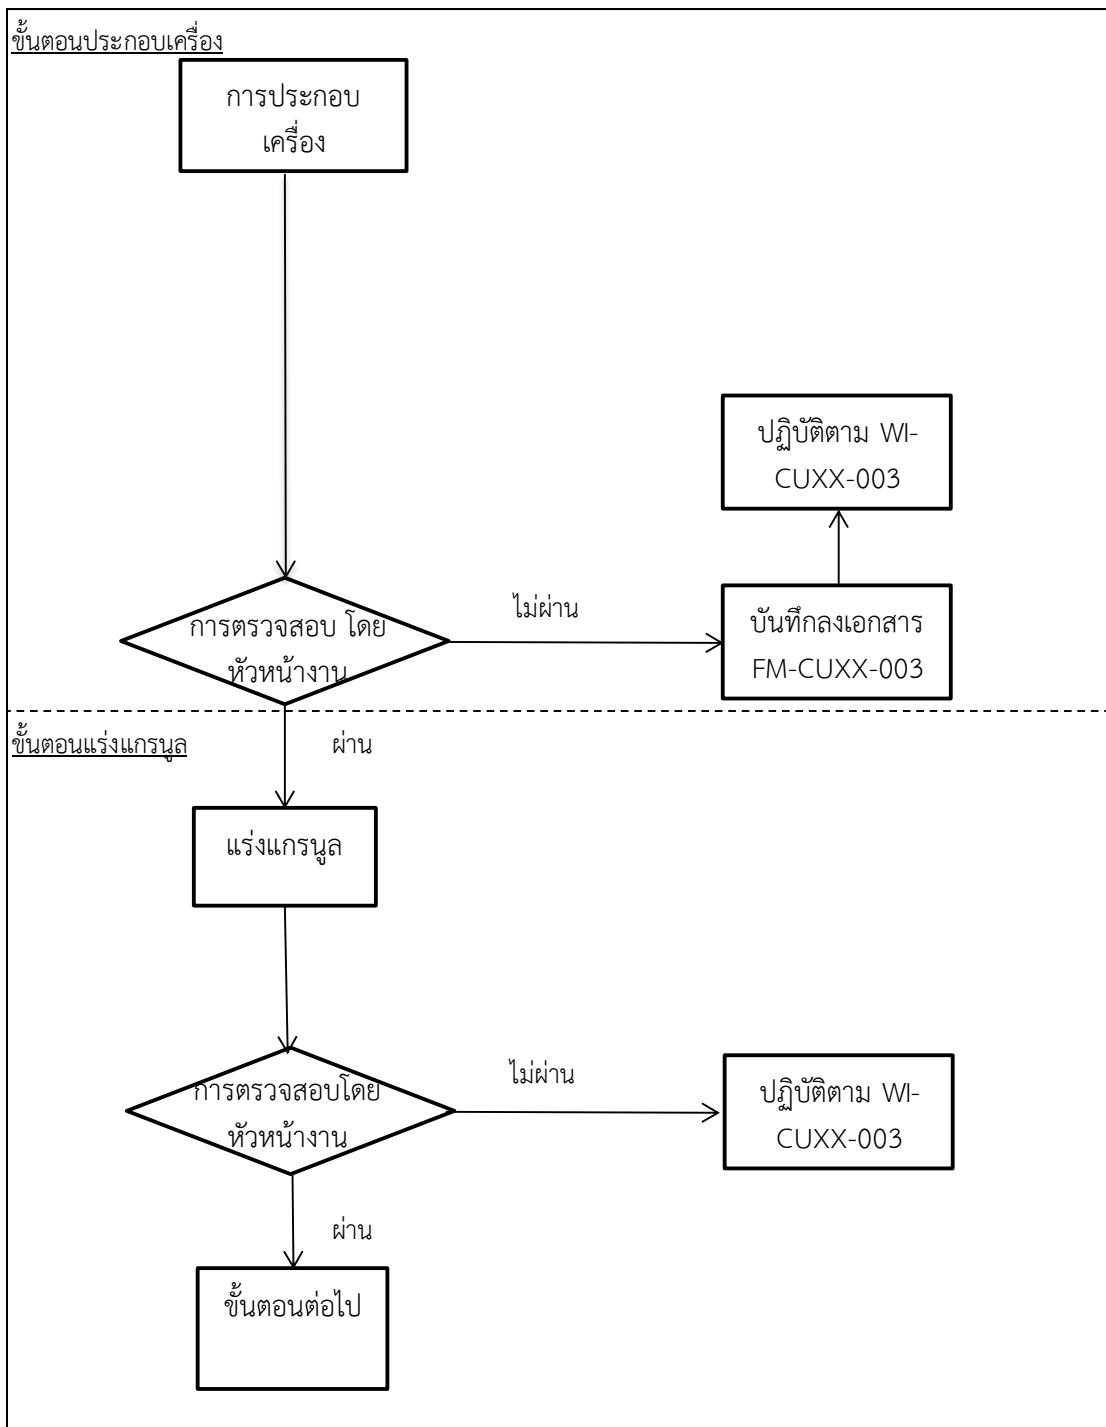 ขั้นตอนประกอบเครื่อง
การประกอบ
เครื่อง
ปฏิบัติตาม WI-
CUXX-003
ไม่ผ่าน
การตรวจสอบ โดย
หัวหน้างาน
บันทึกลงเอกสาร
FM-CUXX-003
ขั้นตอนแร่งแกรนูล
ผ่าน
แร่งแกรนูล
ไม่ผ่าน
การตรวจสอบโดย
หัวหน้างาน
ปฏิบัติตาม WI-
CUXX-003
ผ่าน
ขั้นตอนต่อไป